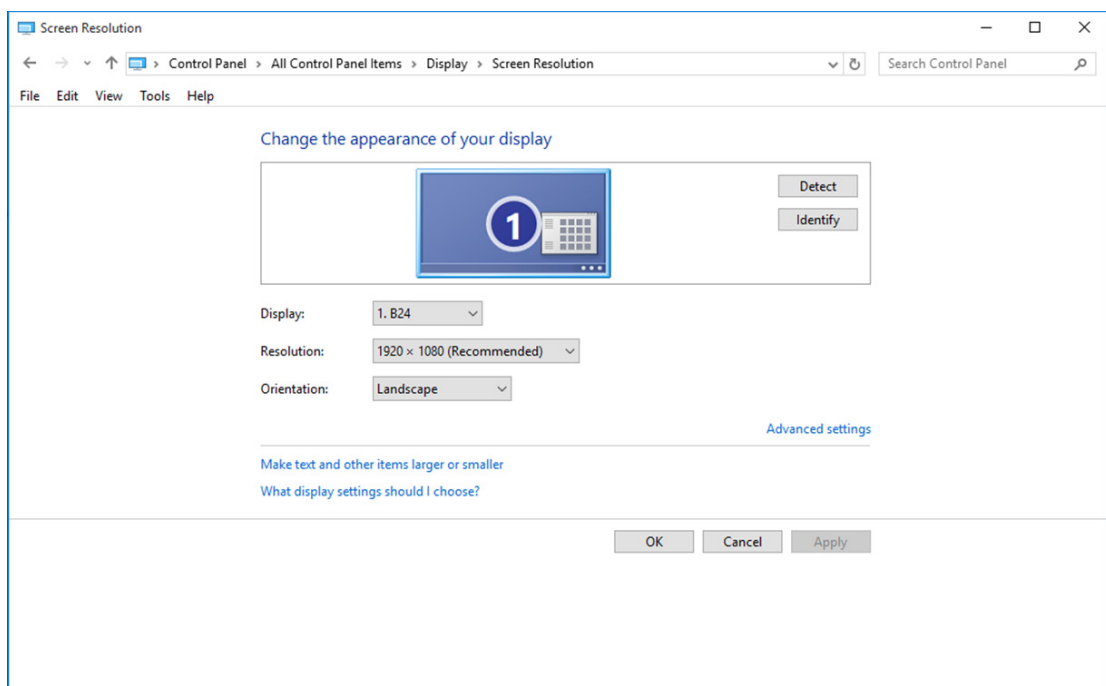 Screen Resolution
Control Panel > All Control Panel Items > Display > Screen Resolution
Search Control Panel
File Edit View Tools Help
Change the appearance of your display
1
Detect
Identify
Display: 1. B24
Resolution: 1920 × 1080 (Recommended)
Orientation: Landscape
Advanced settings
Make text and other items larger or smaller
What display settings should I choose?
OK Cancel Apply